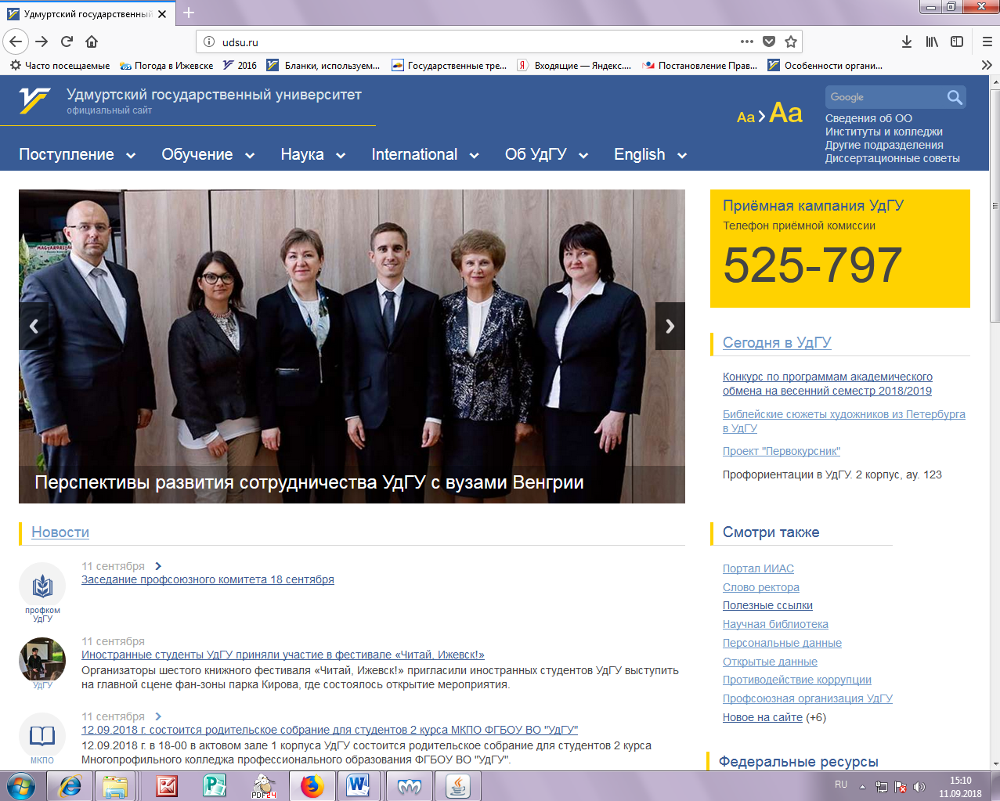 Удмуртский государственный
udsu.ru
Часто посещаемые
Погода в Ижевске
2016
Бланки, используем...
Государственные тре...
Входящие — Яндекс....
Постановление Прав...
Особенности органи...
Удмуртский государственный университет
официальный сайт
Aa Aa
Google
Сведения об ОО
Институты и колледжи
Другие подразделения
Диссертационные советы
Поступление
Обучение
Наука
International
Об УдГУ
English
MAGYARORSZÁG
Перспективы развития сотрудничества УдГУ с вузами Венгрии
Приёмная кампания УдГУ
Телефон приёмной комиссии
525-797
Сегодня в УдГУ
Конкурс по программам академического
обмена на весенний семестр 2018/2019
Библейские сюжеты художников из Петербурга
в УдГУ
Проект "Первокурсник"
Профориентации в УдГУ. 2 корпус, ау. 123
Новости
11 сентября
Заседание профсоюзного комитета 18 сентября
профком
УдГУ
11 сентября
Иностранные студенты УдГУ приняли участие в фестивале «Читай, Ижевск!»
Организаторы шестого книжного фестиваля «Читай, Ижевск!» пригласили иностранных студентов УдГУ выступить
на главной сцене фан-зоны парка Кирова, где состоялось открытие мероприятия.
УдГУ
11 сентября
12.09.2018 г. состоится родительское собрание для студентов 2 курса МКПО ФГБОУ ВО "УдГУ"
12.09.2018 г. в 18-00 в актовом зале 1 корпуса УдГУ состоится родительское собрание для студентов 2 курса
Многопрофильного колледжа профессионального образования ФГБОУ ВО "УдГУ".
МКПО
Смотри также
Портал ИИАС
Слово ректора
Полезные ссылки
Научная библиотека
Персональные данные
Открытые данные
Противодействие коррупции
Профсоюзная организация УдГУ
Новое на сайте (+6)
Федеральные ресурсы
PDF24
RU
15:10
11.09.2018